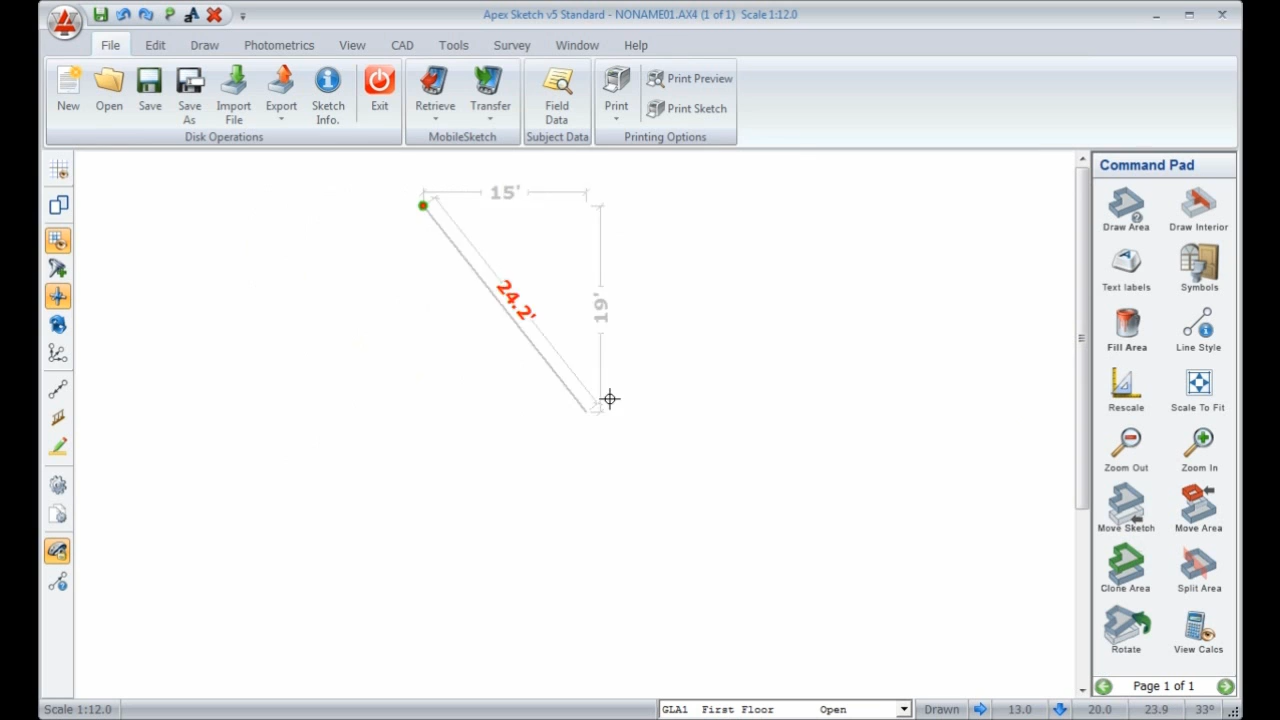 Apex Sketch v5 Standard - NONAME01.AX4 (1 of 1)  Scale 1:12.0
File Edit Draw Photometrics View CAD Tools Survey Window Help
New Open Save Save As Import File Export Sketch Info. Exit Retrieve Transfer Field Data Print Print Preview
Print Sketch
Disk Operations MobileSketch Subject Data Printing Options
Command Pad
15'
24.2'
19'
Draw Area Draw Interior
Text labels Symbols
Fill Area Line Style
Rescale Scale To Fit
Zoom Out Zoom In
Move Sketch Move Area
Clone Area Split Area
Rotate View Calcs
Page 1 of 1
Scale 1:12.0 GLA1 First Floor Open Drawn 13.0 20.0 23.9 33°